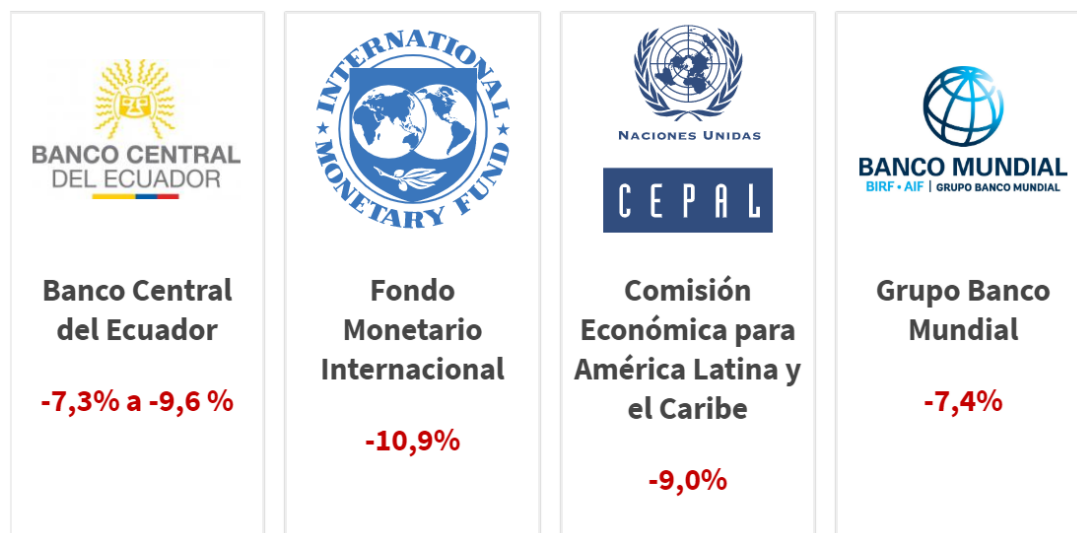 BANCO CENTRAL
DEL ECUADOR
Banco Central
del Ecuador
-7,3% a -9,6 %
INTERNATIONAL MONETARY FUND
Fondo
Monetario
Internacional
-10,9%
NACIONES UNIDAS
CEPAL
Comisión
Económica para
América Latina y
el Caribe
-9,0%
BANCO MUNDIAL
BIRF • AIF | GRUPO BANCO MUNDIAL
Grupo Banco
Mundial
-7,4%